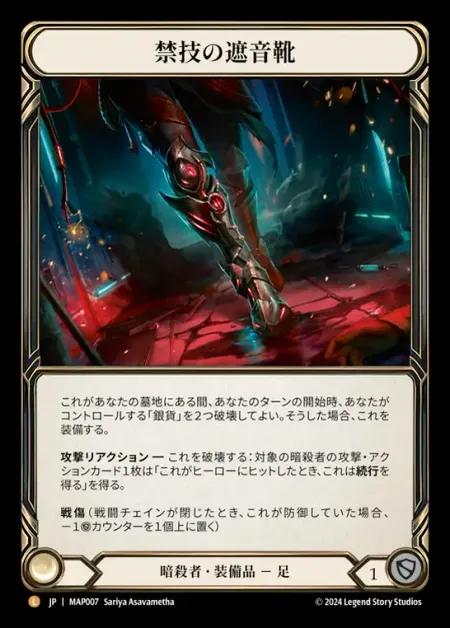 禁技の遮音靴
これがあなたの墓地にある間、あなたのターンの開始時、あなたが
コントロールする「銀貨」を2つ破壊してよい。そうした場合、これを
装備する。
攻撃リアクション ー これを破壊する：対象の暗殺者の攻撃・アク
ションカード1枚は「これがヒーローにヒットしたとき、これは続行を
得る」を得る。
戦傷（戦闘チェインが閉じたとき、これが防御していた場合、
－1カウンターを1個上に置く）
暗殺者・装備品 － 足
1
L JP | MAP007 Sariya Asavametha
© 2024 Legend Story Studios